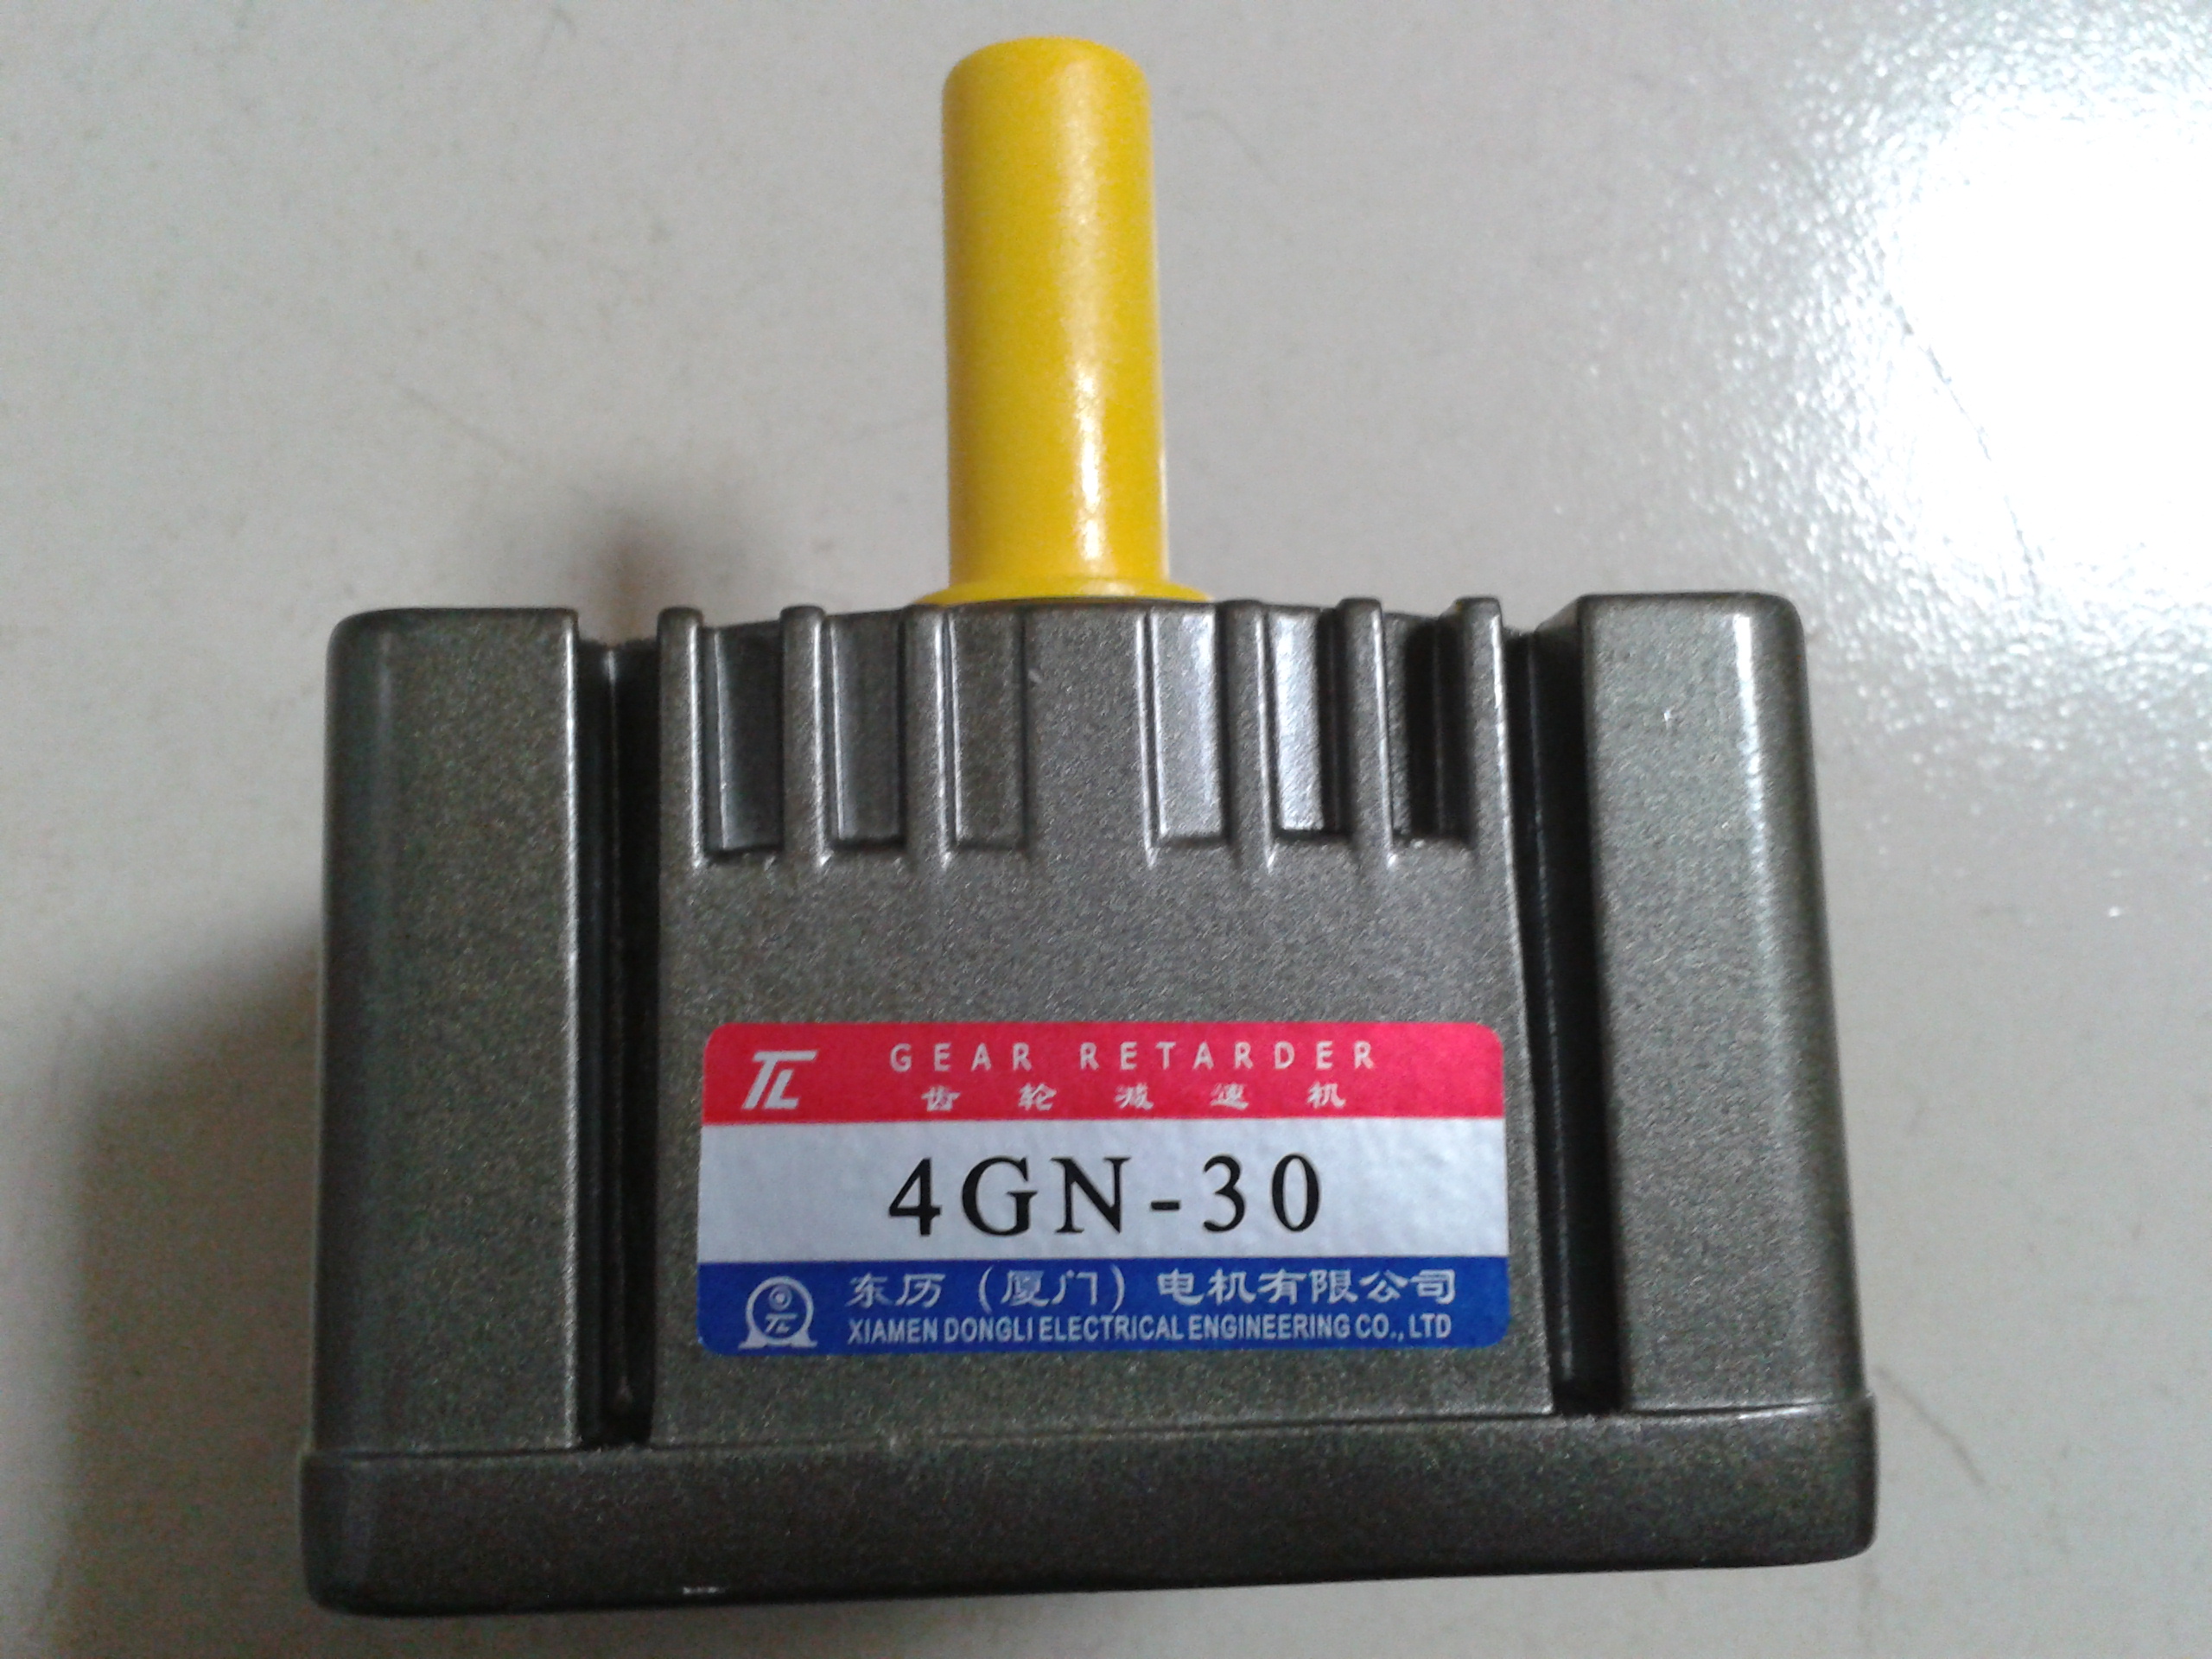 TL
GEAR RETARDER
齿轮减速机
4GN-30
TL
东历（厦门）电机有限公司
XIAMEN DONGLI ELECTRICAL ENGINEERING CO., LTD